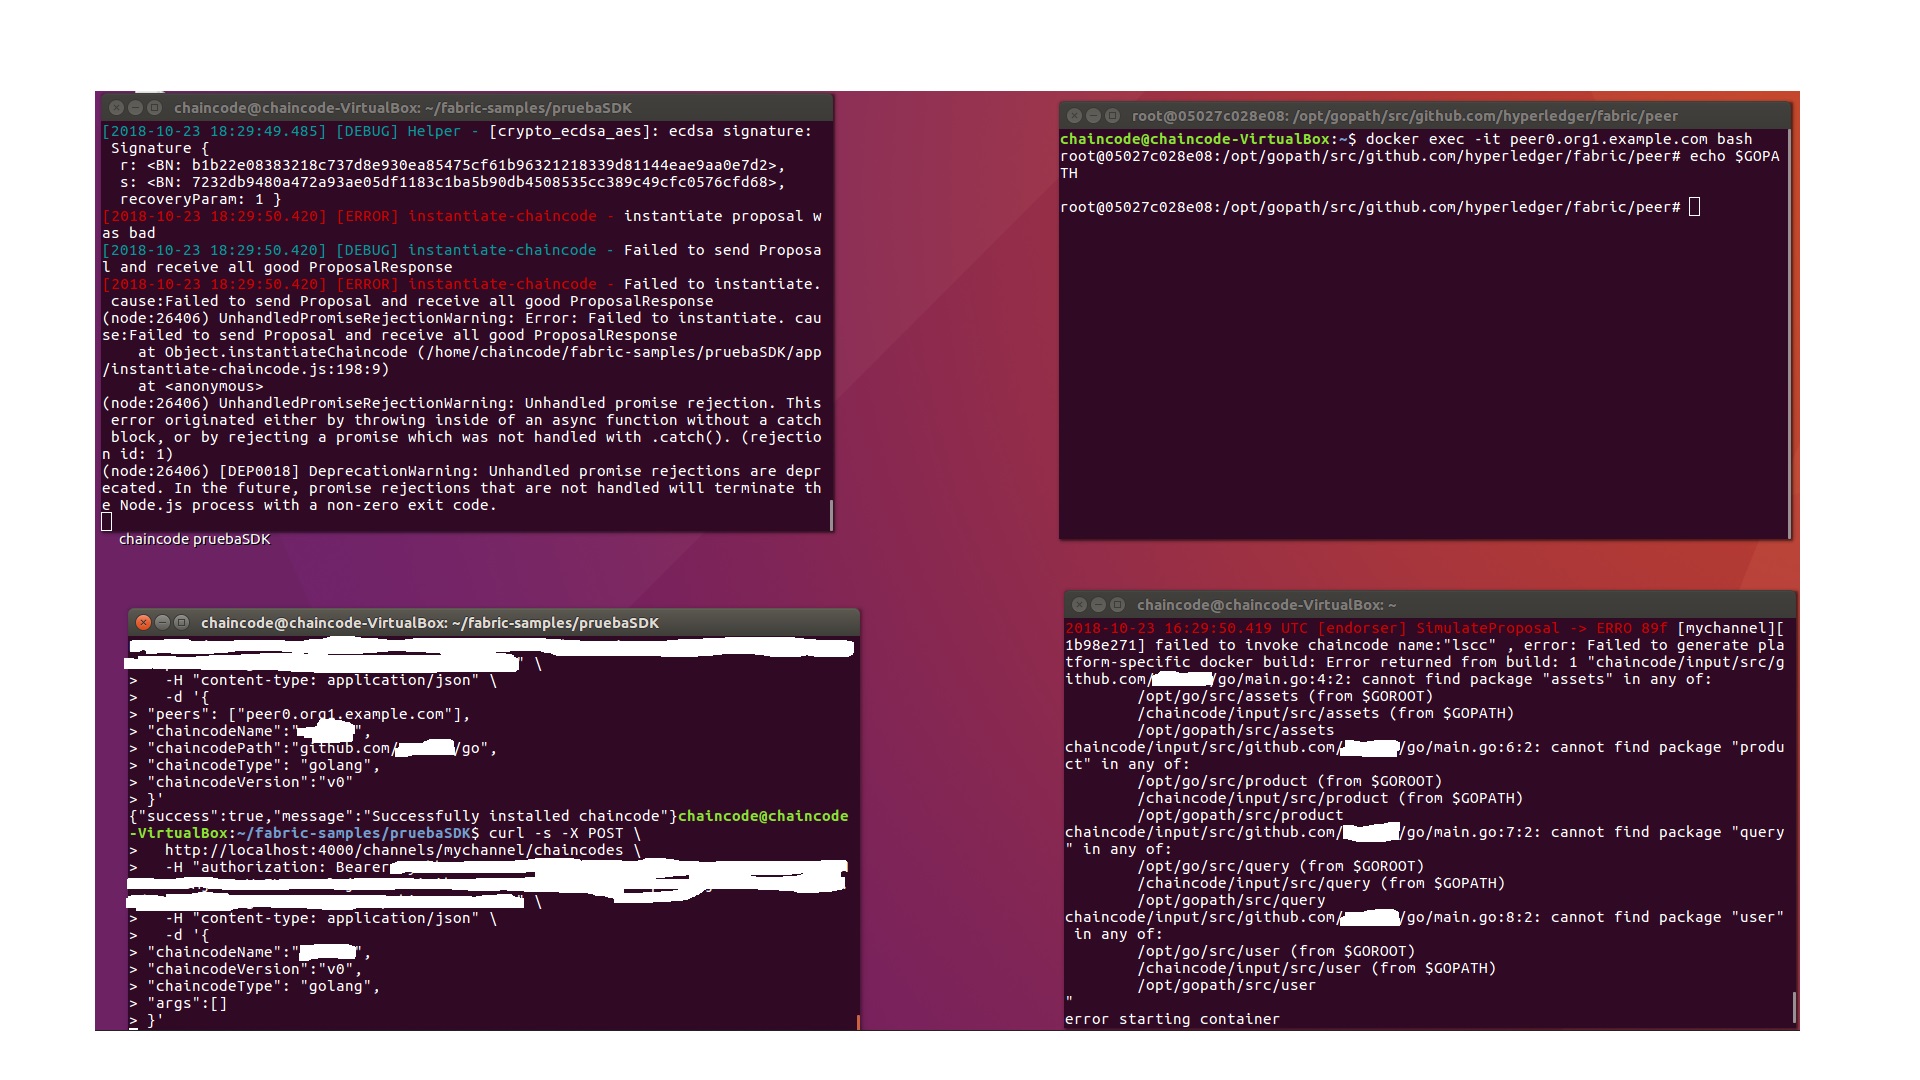 chaincode@chaincode-VirtualBox: ~/fabric-samples/pruebaSDK
[2018-10-23 18:29:49.485] [DEBUG] Helper - [crypto_ecdsa_aes]: ecdsa signature:
Signature {
r: <BN: b1b22e08383218c737d8e930ea85475cf61b96321218339d81144eae9aa0e7d2>,
s: <BN: 7232db9480a472a93ae05df1183c1ba5b90db4508535cc389c49cfc0576cfd68>,
recoveryParam: 1 }
[2018-10-23 18:29:50.420] [ERROR] instantiate-chaincode - instantiate proposal w
as bad
[2018-10-23 18:29:50.420] [DEBUG] instantiate-chaincode - Failed to send Proposa
l and receive all good ProposalResponse
[2018-10-23 18:29:50.420] [ERROR] instantiate-chaincode - Failed to instantiate.
cause:Failed to send Proposal and receive all good ProposalResponse
(node:26406) UnhandledPromiseRejectionWarning: Error: Failed to instantiate. cau
se:Failed to send Proposal and receive all good ProposalResponse
at Object.instantiateChaincode (/home/chaincode/fabric-samples/pruebaSDK/app
/instantiate-chaincode.js:198:9)
at <anonymous>
(node:26406) UnhandledPromiseRejectionWarning: Unhandled promise rejection. This
error originated either by throwing inside of an async function without a catch
block, or by rejecting a promise which was not handled with .catch(). (rejectio
n id: 1)
(node:26406) [DEP0018] DeprecationWarning: Unhandled promise rejections are depr
ecated. In the future, promise rejections that are not handled will terminate th
e Node.js process with a non-zero exit code.
chaincode pruebaSDK
root@05027c028e08: /opt/gopath/src/github.com/hyperledger/fabric/peer
chaincode@chaincode-VirtualBox:~$ docker exec -it peer0.org1.example.com bash
root@05027c028e08:/opt/gopath/src/github.com/hyperledger/fabric/peer# echo $GOPA
TH
root@05027c028e08:/opt/gopath/src/github.com/hyperledger/fabric/peer#
chaincode@chaincode-VirtualBox: ~/fabric-samples/pruebaSDK
" \
> -H "content-type: application/json" \
> -d '{
> "peers": ["peer0.org1.example.com"],
> "chaincodeName":"",
> "chaincodePath":"github.com/ /go",
> "chaincodeType": "golang",
> "chaincodeVersion":"v0"
> }'
{"success":true,"message":"Successfully installed chaincode"}chaincode@chaincode
-VirtualBox:~/fabric-samples/pruebaSDK$ curl -s -X POST \
> http://localhost:4000/channels/mychannel/chaincodes \
> -H "authorization: Bearer
\
> -H "content-type: application/json" \
> -d '{
> "chaincodeName":" ",
> "chaincodeVersion":"v0",
> "chaincodeType": "golang",
> "args":[]
> }'
chaincode@chaincode-VirtualBox: ~
2018-10-23 16:29:50.419 UTC [endorser] SimulateProposal -> ERRO 89f [mychannel][
1b98e271] failed to invoke chaincode name:"lscc" , error: Failed to generate pla
tform-specific docker build: Error returned from build: 1 "chaincode/input/src/g
ithub.com/ /go/main.go:4:2: cannot find package "assets" in any of:
/opt/go/src/assets (from $GOROOT)
/chaincode/input/src/assets (from $GOPATH)
/opt/gopath/src/assets
chaincode/input/src/github.com/ /go/main.go:6:2: cannot find package "produ
ct" in any of:
/opt/go/src/product (from $GOROOT)
/chaincode/input/src/product (from $GOPATH)
/opt/gopath/src/product
chaincode/input/src/github.com/ /go/main.go:7:2: cannot find package "query
" in any of:
/opt/go/src/query (from $GOROOT)
/chaincode/input/src/query (from $GOPATH)
/opt/gopath/src/query
chaincode/input/src/github.com/ /go/main.go:8:2: cannot find package "user"
in any of:
/opt/go/src/user (from $GOROOT)
/chaincode/input/src/user (from $GOPATH)
/opt/gopath/src/user
"
error starting container